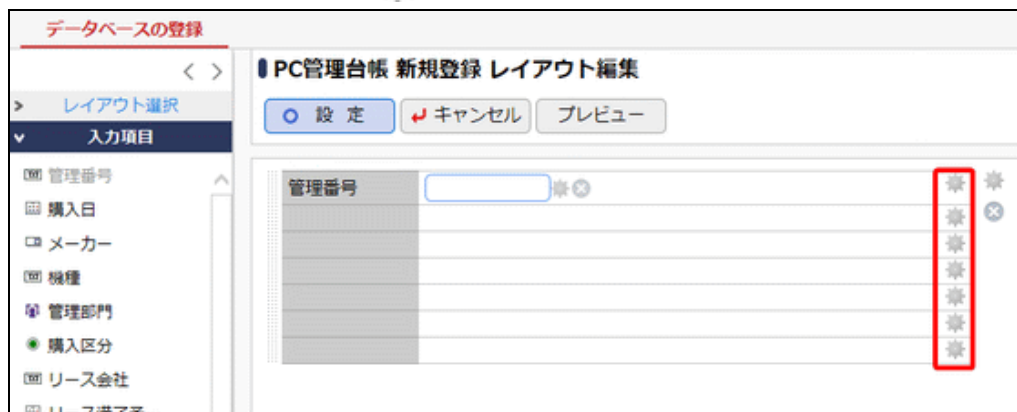 データベースの登録
< >
> レイアウト選択
∨ 入力項目
管理番号
購入日
メーカー
機種
管理部門
購入区分
リース会社
PC管理台帳 新規登録 レイアウト編集
設 定
キャンセル
プレビュー
管理番号